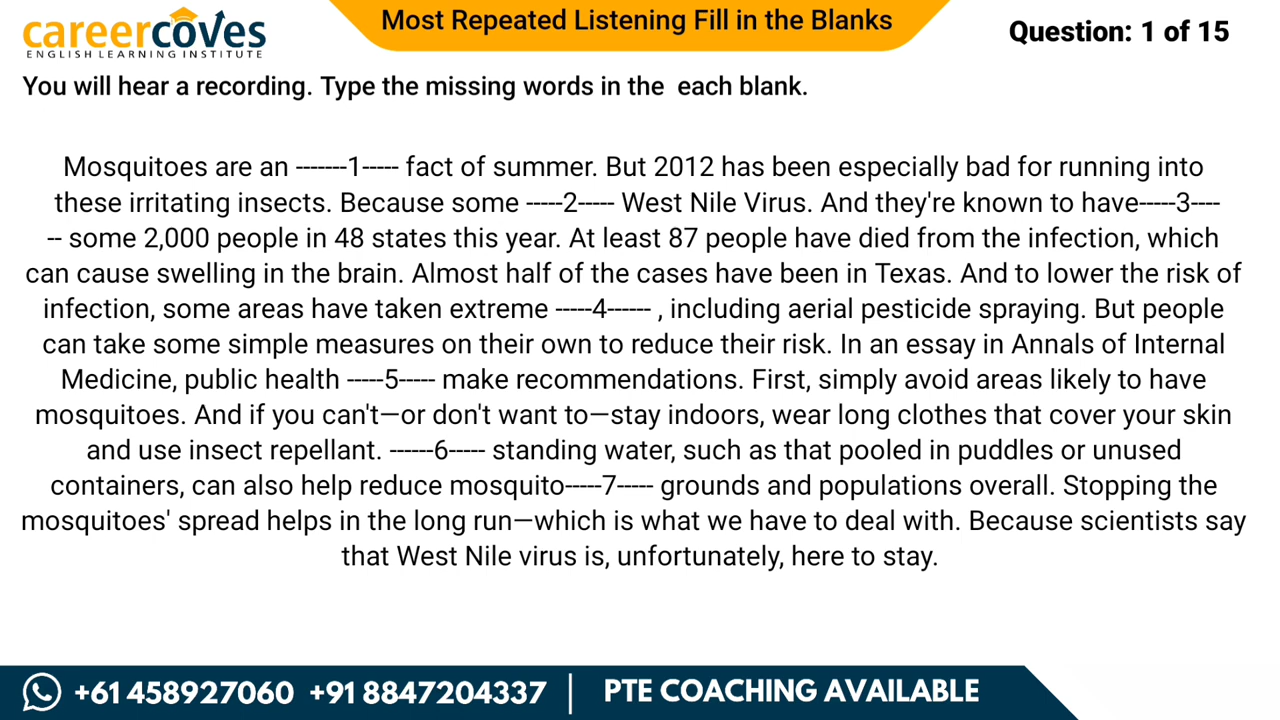 careercoves
ENGLISH LEARNING INSTITUTE
Most Repeated Listening Fill in the Blanks
Question: 1 of 15
You will hear a recording. Type the missing words in the  each blank.
Mosquitoes are an -------1----- fact of summer. But 2012 has been especially bad for running into
these irritating insects. Because some -----2----- West Nile Virus. And they're known to have-----3----
-- some 2,000 people in 48 states this year. At least 87 people have died from the infection, which
can cause swelling in the brain. Almost half of the cases have been in Texas. And to lower the risk of
infection, some areas have taken extreme -----4------ , including aerial pesticide spraying. But people
can take some simple measures on their own to reduce their risk. In an essay in Annals of Internal
Medicine, public health -----5----- make recommendations. First, simply avoid areas likely to have
mosquitoes. And if you can't—or don't want to—stay indoors, wear long clothes that cover your skin
and use insect repellant. ------6----- standing water, such as that pooled in puddles or unused
containers, can also help reduce mosquito-----7----- grounds and populations overall. Stopping the
mosquitoes' spread helps in the long run—which is what we have to deal with. Because scientists say
that West Nile virus is, unfortunately, here to stay.
+61 458927060 +91 8847204337 | PTE COACHING AVAILABLE